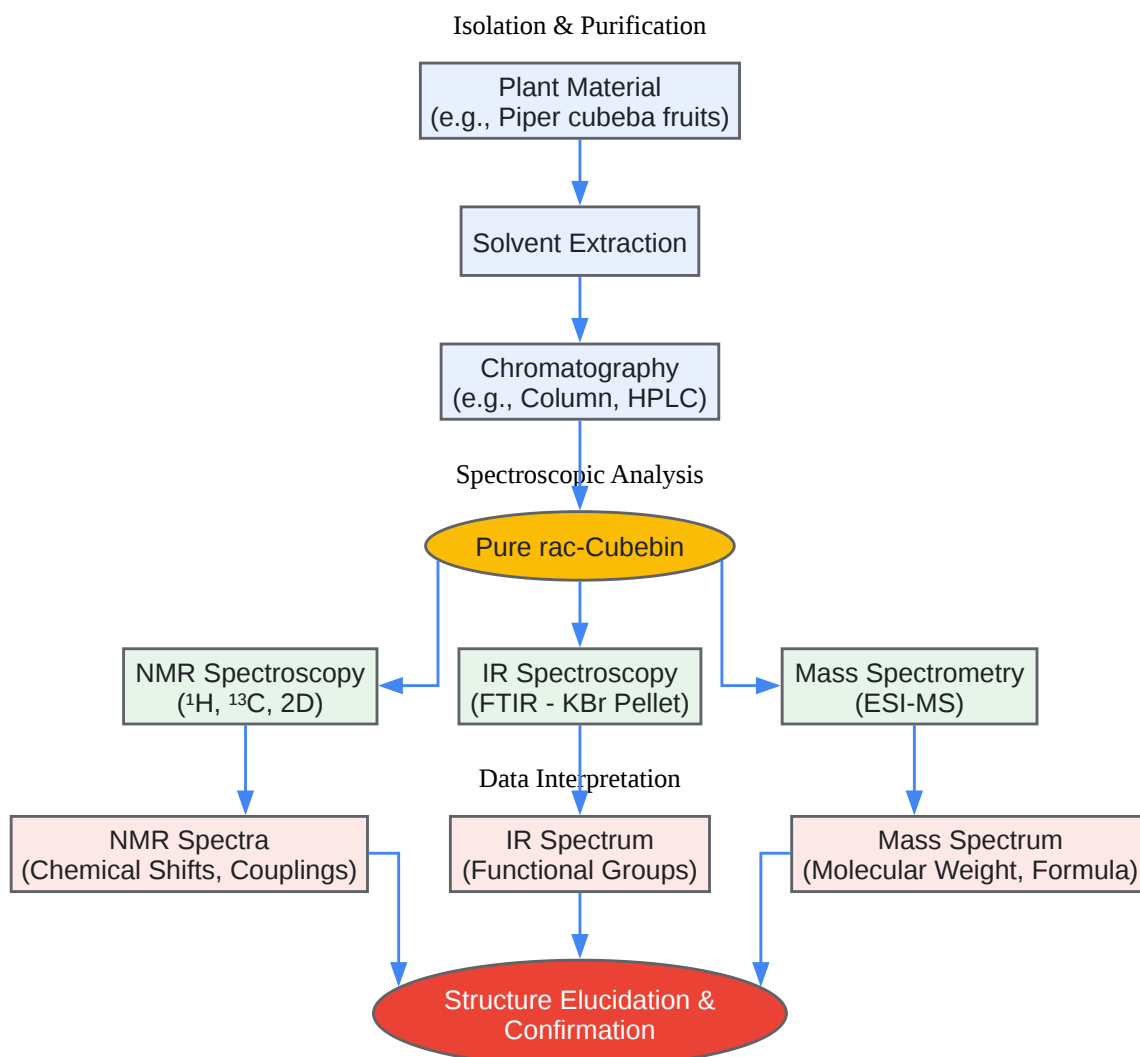 Isolation & Purification
Plant Material
(e.g., Piper cubeba fruits)
Solvent Extraction
Chromatography
(e.g., Column, HPLC)
Spectroscopic Analysis
Pure rac-Cubebin
NMR Spectroscopy
(¹H, ¹³C, 2D)
IR Spectroscopy
(FTIR - KBr Pellet)
Mass Spectrometry
(ESI-MS)
Data Interpretation
NMR Spectra
(Chemical Shifts, Couplings)
IR Spectrum
(Functional Groups)
Mass Spectrum
(Molecular Weight, Formula)
Structure Elucidation &
Confirmation